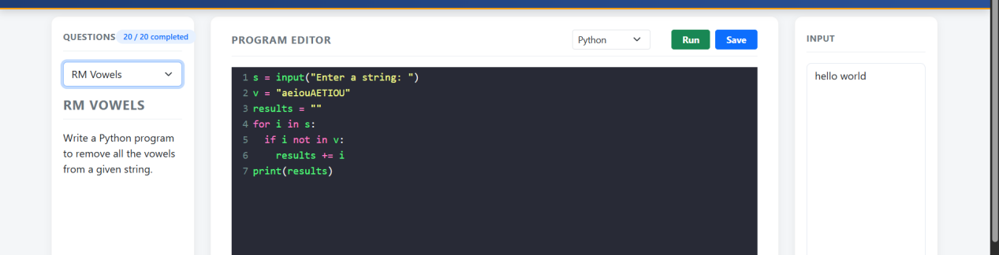 QUESTIONS 20 / 20 completed
RM Vowels
RM VOWELS
Write a Python program
to remove all the vowels
from a given string.
PROGRAM EDITOR Python Run Save
1 s = input("Enter a string: ")
2 v = "aeiouAETIOU"
3 results = ""
4 for i in s:
5   if i not in v:
6     results += i
7 print(results)
INPUT
hello world